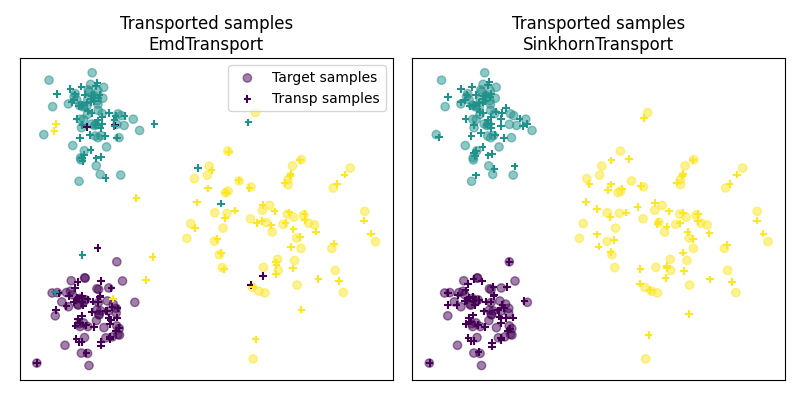 Transported samples
EmdTransport
Target samples
Transp samples
Transported samples
SinkhornTransport